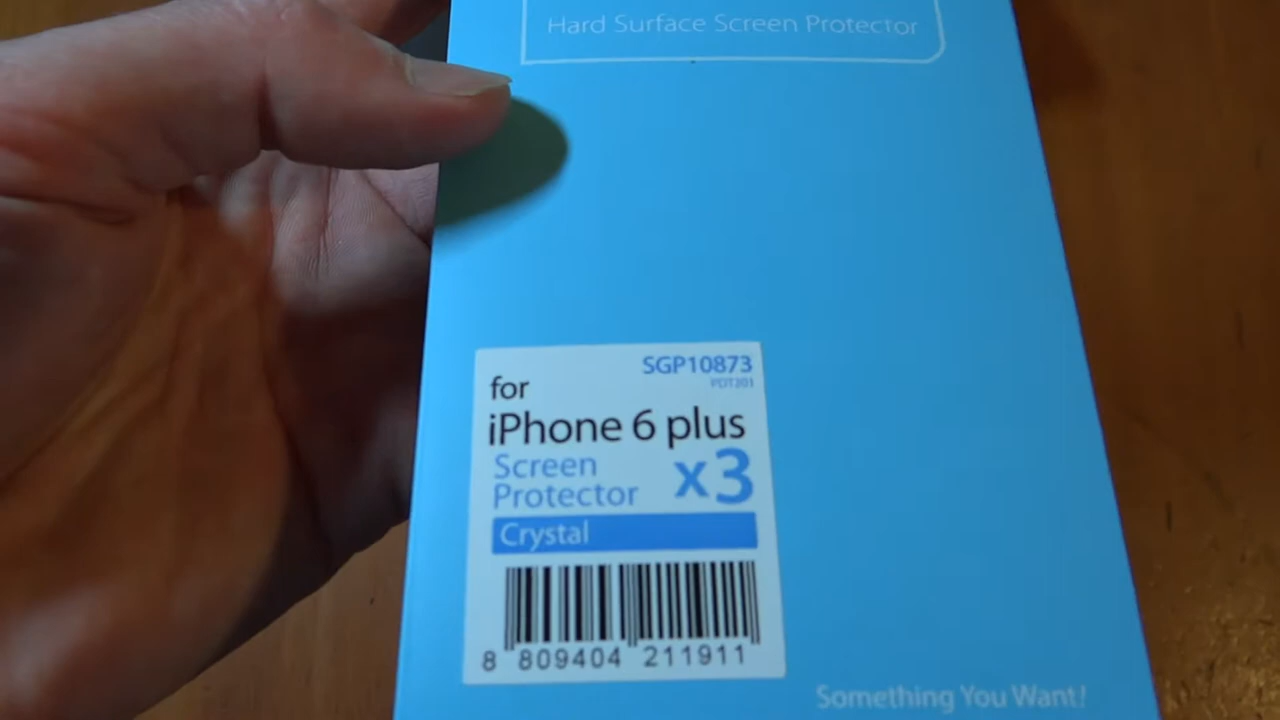 Hard Surface Screen Protector
SGP10873
PDT201
for
iPhone 6 plus
Screen
Protector
x3
Crystal
8 809404 211911
Something You Want!